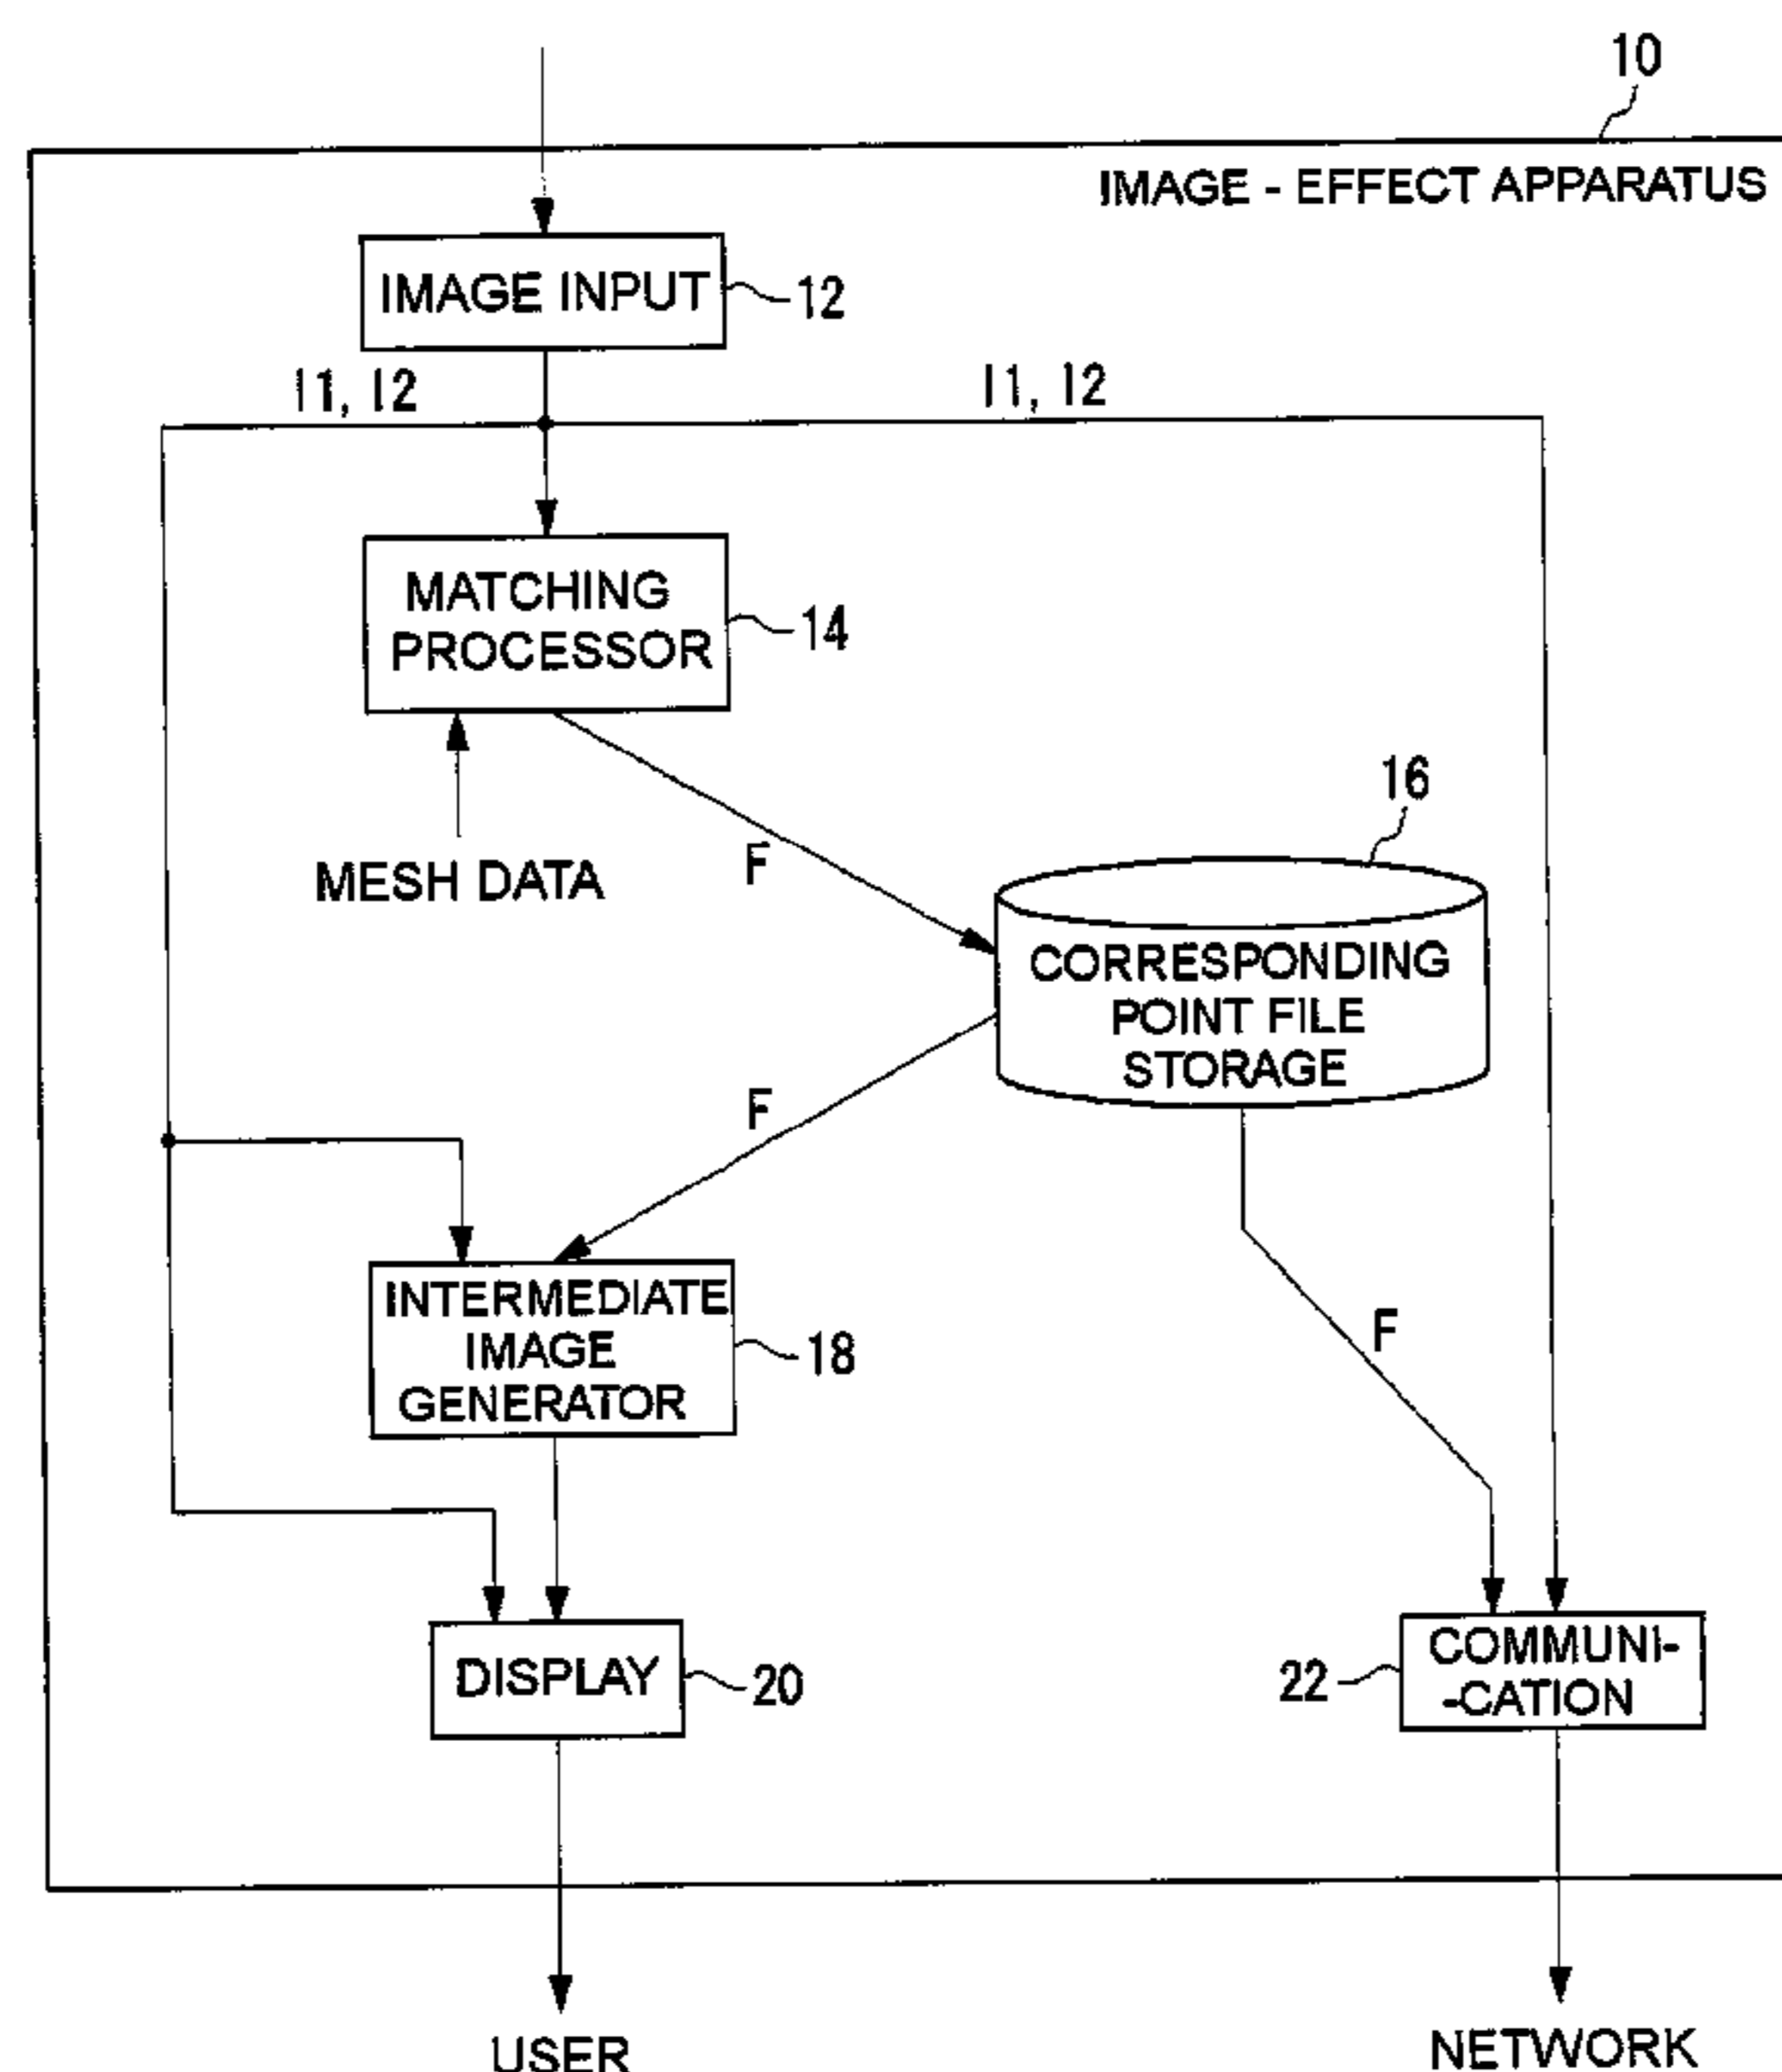 10
IMAGE - EFFECT APPARATUS
IMAGE INPUT
12
I1, I2
I1, I2
MATCHING
PROCESSOR
14
MESH DATA
F
16
CORRESPONDING
POINT FILE
STORAGE
F
F
INTERMEDIATE
IMAGE
GENERATOR
18
DISPLAY
20
22
COMMUNI-
-CATION
USER
NETWORK